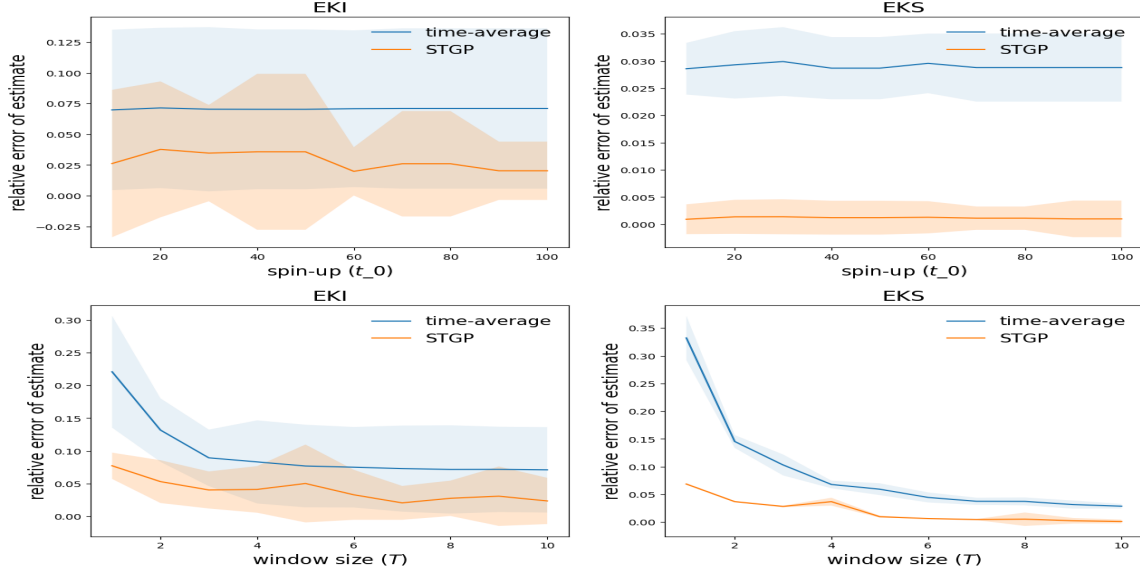 EKI
time-average
STGP
relative error of estimate
0.125
0.100
0.075
0.050
0.025
0.000
−0.025
20
40
60
80
100
spin-up (t_0)
EKS
time-average
STGP
relative error of estimate
0.035
0.030
0.025
0.020
0.015
0.010
0.005
0.000
20
40
60
80
100
spin-up (t_0)
EKI
time-average
STGP
relative error of estimate
0.30
0.25
0.20
0.15
0.10
0.05
0.00
2
4
6
8
10
window size (T)
EKS
time-average
STGP
relative error of estimate
0.35
0.30
0.25
0.20
0.15
0.10
0.05
0.00
2
4
6
8
10
window size (T)